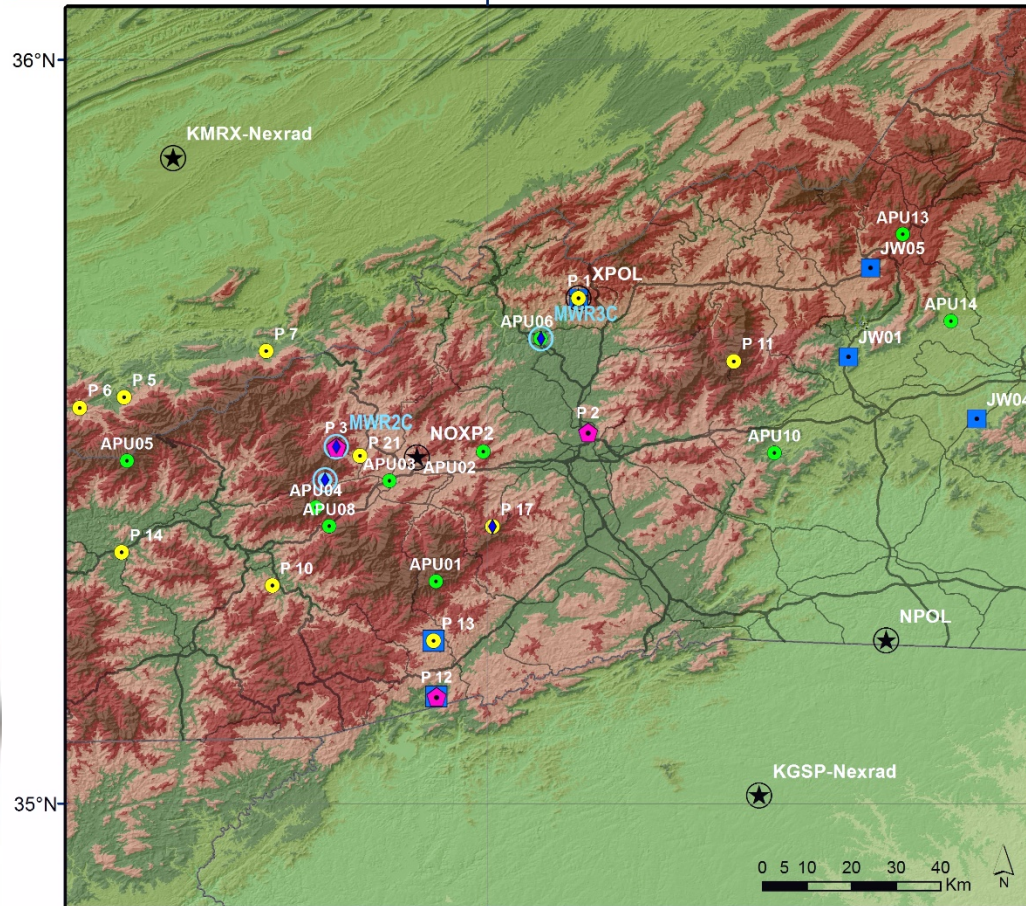 36°N
KMRX-Nexrad
APU13
JW05
XPOL
P 1
MWR3C
APU06
APU14
P 7
P 11
JW01
P 5
P 6
JW04
P 2
P 3
MWR2C
NOXP2
P 21
APU05
APU10
APU03
APU02
APU04
APU08
P 17
P 14
P 10
APU01
P 13
NPOL
P 12
KGSP-Nexrad
35°N
0 5 10 20 30 40
Km
N